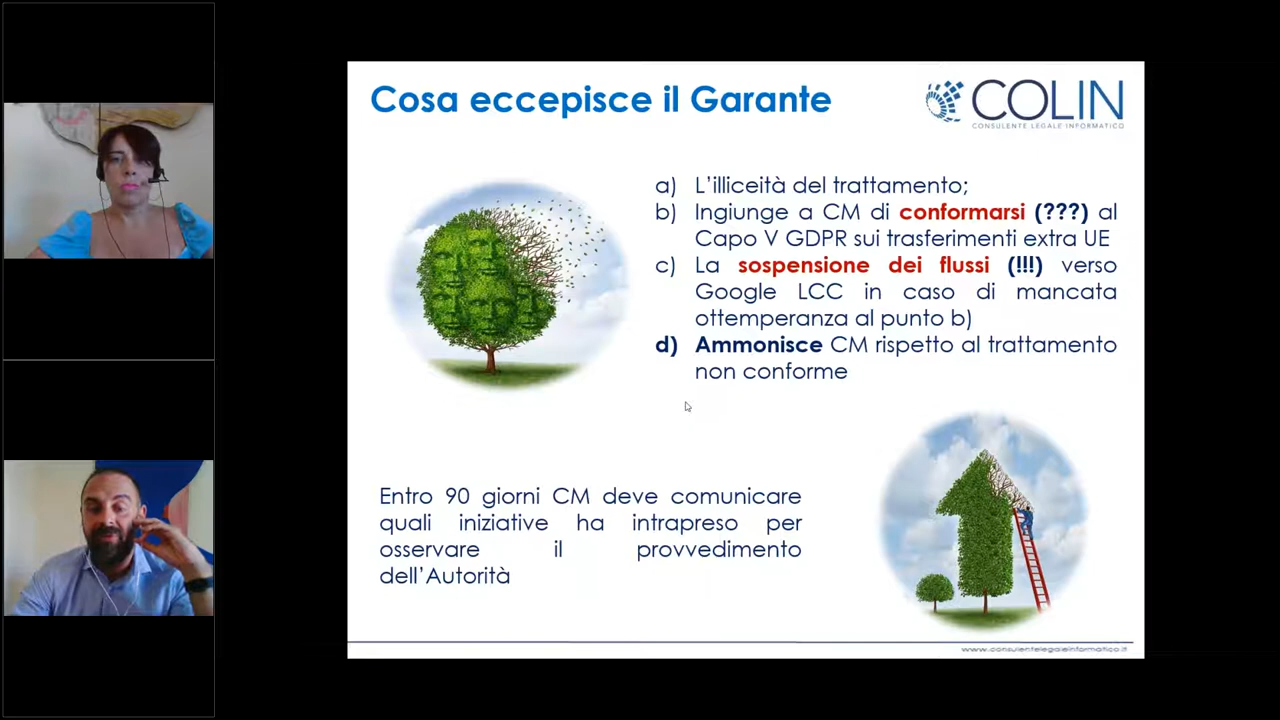 Cosa eccepisce il Garante
COLIN
CONSULENTE LEGALE INFORMATICO
a) L’illiceità del trattamento;
b) Ingiunge a CM di conformarsi (???) al
Capo V GDPR sui trasferimenti extra UE
c) La sospensione dei flussi (!!!) verso
Google LCC in caso di mancata
ottemperanza al punto b)
d) Ammonisce CM rispetto al trattamento
non conforme
Entro 90 giorni CM deve comunicare
quali iniziative ha intrapreso per
osservare il provvedimento
dell’Autorità
www.consulentelegaleinformatico.it